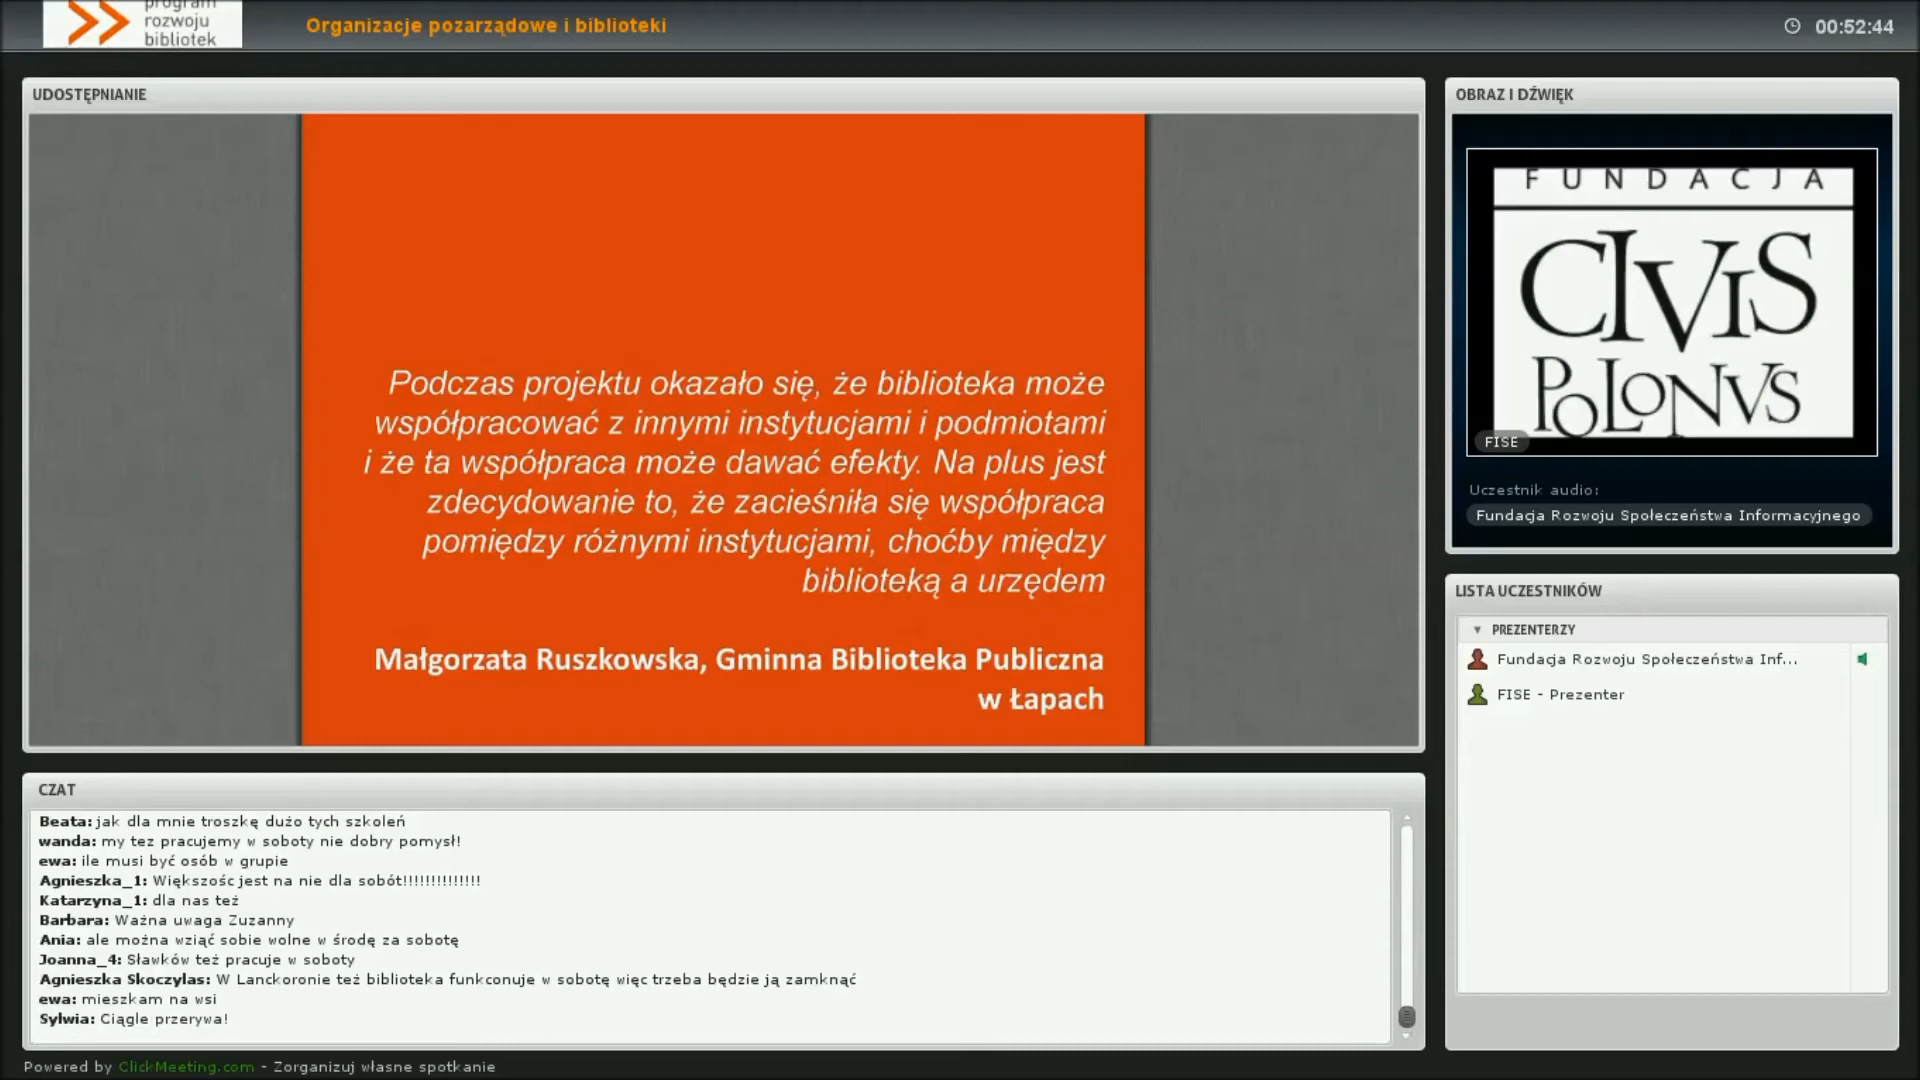 program
rozwoju
bibliotek
Organizacje pozarządowe i biblioteki
00:52:44
UDOSTĘPNIANIE
Podczas projektu okazało się, że biblioteka może
współpracować z innymi instytucjami i podmiotami
i że ta współpraca może dawać efekty. Na plus jest
zdecydowanie to, że zacieśniła się współpraca
pomiędzy różnymi instytucjami, choćby między
biblioteką a urzędem
Małgorzata Ruszkowska, Gminna Biblioteka Publiczna
w Łapach
OBRAZ I DŹWIĘK
FUNDACJA
CIVIS
POLONVS
FISE
Uczestnik audio:
Fundacja Rozwoju Społeczeństwa Informacyjnego
LISTA UCZESTNIKÓW
PREZENTERZY
Fundacja Rozwoju Społeczeństwa Inf...
FISE - Prezenter
CZAT
Beata: jak dla mnie troszkę dużo tych szkoleń
wanda: my tez pracujemy w soboty nie dobry pomysł!
ewa: ile musi być osób w grupie
Agnieszka_1: Większośc jest na nie dla sobót!!!!!!!!!!!!!!
Katarzyna_1: dla nas też
Barbara: Ważna uwaga Zuzanny
Ania: ale można wziąć sobie wolne w środę za sobotę
Joanna_4: Sławków też pracuje w soboty
Agnieszka Skoczylas: W Lanckoronie też biblioteka funkconuje w sobotę więc trzeba będzie ją zamknąć
ewa: mieszkam na wsi
Sylwia: Ciągle przerywa!
Powered by ClickMeeting.com - Zorganizuj własne spotkanie